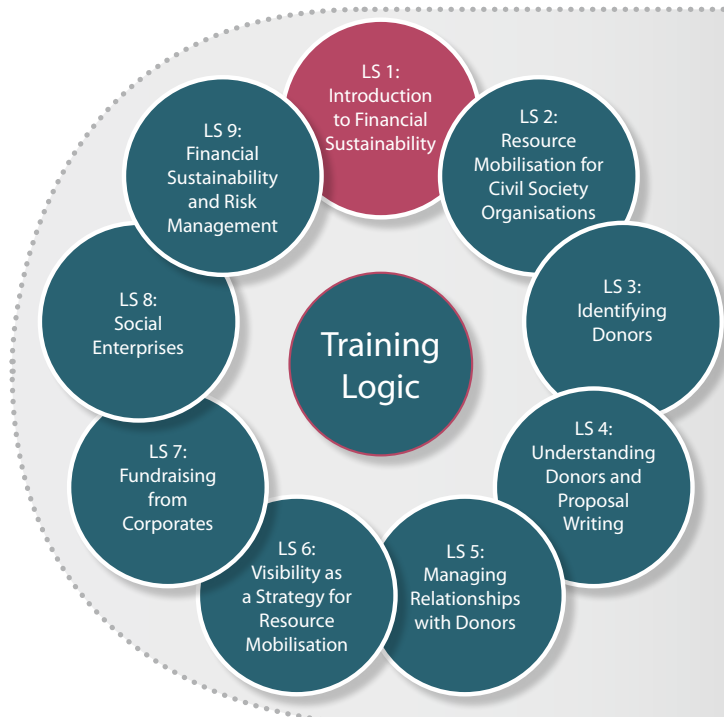 LS 1:
Introduction
to Financial
Sustainability
LS 2:
Resource
Mobilisation for
Civil Society
Organisations
LS 3:
Identifying
Donors
LS 4:
Understanding
Donors and
Proposal
Writing
LS 5:
Managing
Relationships
with Donors
LS 6:
Visibility as
a Strategy for
Resource
Mobilisation
LS 7:
Fundraising
from
Corporates
LS 8:
Social
Enterprises
LS 9:
Financial
Sustainability
and Risk
Management
Training
Logic